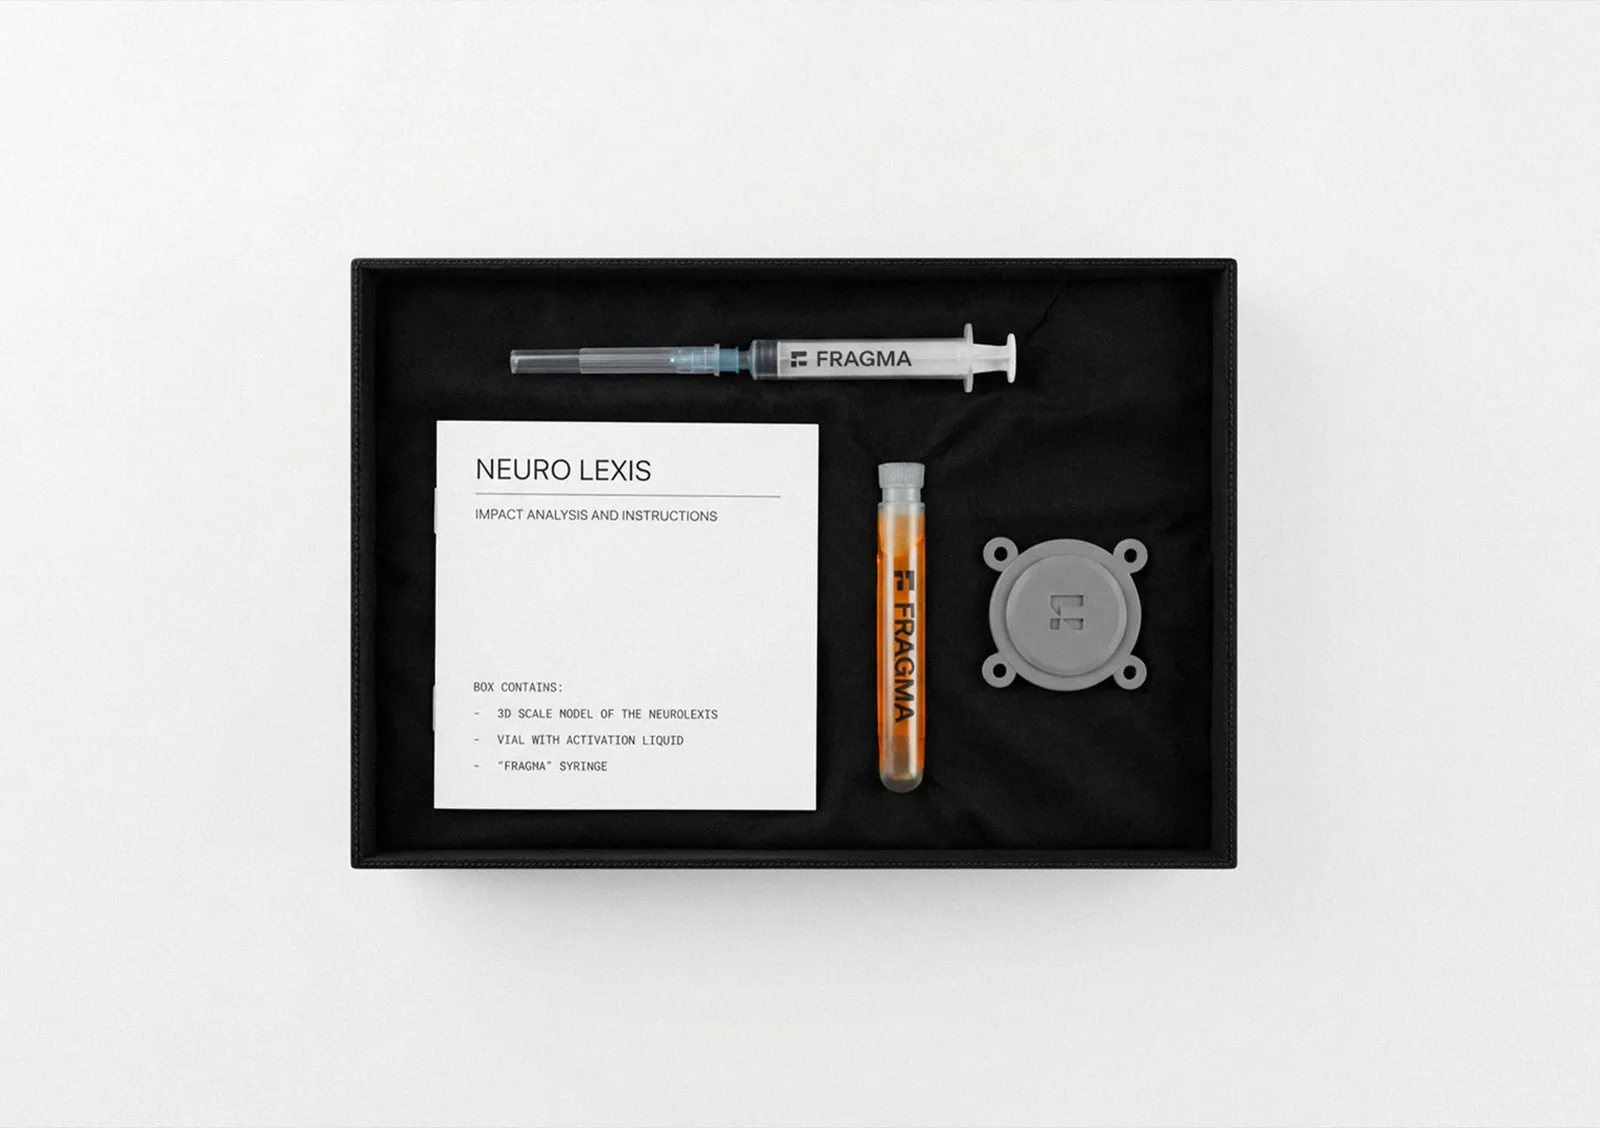 FRAGMA
NEURO LEXIS
IMPACT ANALYSIS AND INSTRUCTIONS
BOX CONTAINS:
- 3D SCALE MODEL OF THE NEUROLEXIS
- VIAL WITH ACTIVATION LIQUID
- "FRAGMA" SYRINGE
FRAGMA